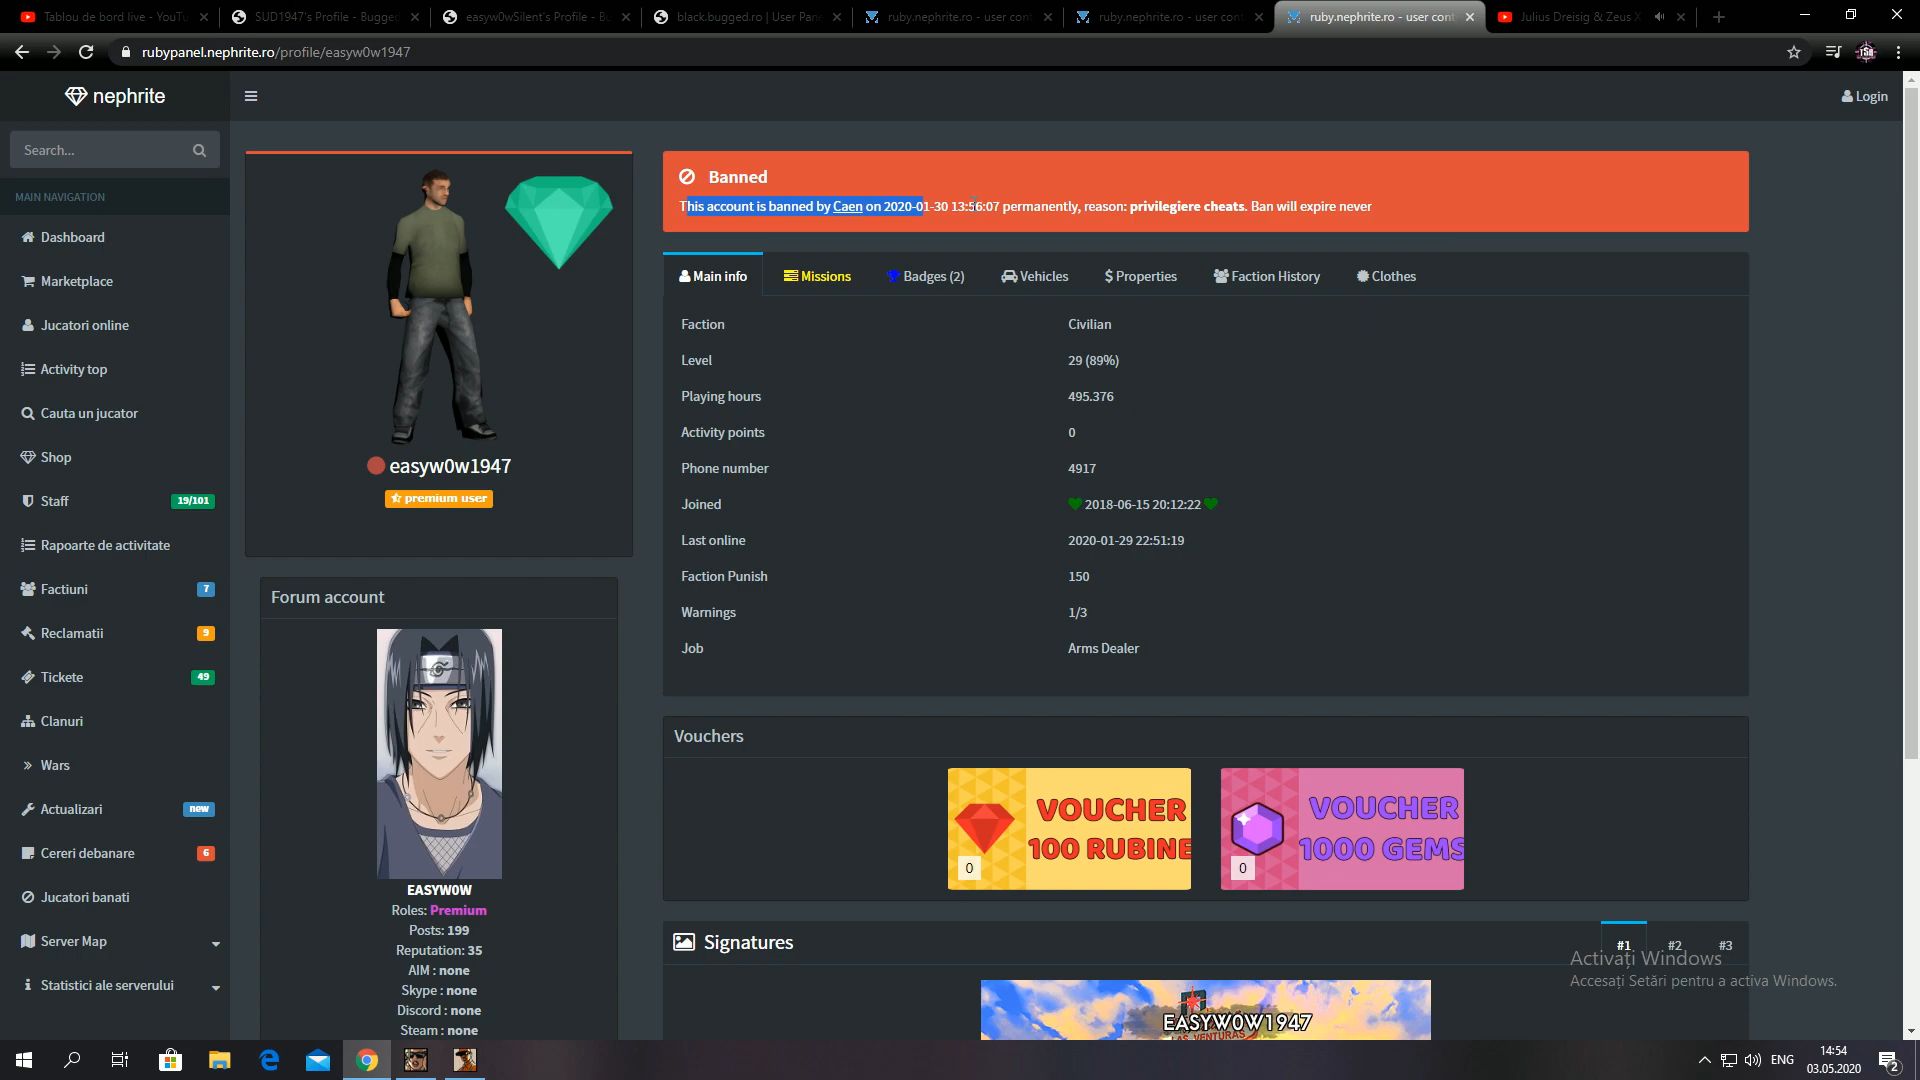 Tablou de bord live - YouTu
SUD1947's Profile - Bugged
easyw0wSilent's Profile - Bu
black.bugged.ro | User Pane
ruby.nephrite.ro - user cont
ruby.nephrite.ro - user cont
ruby.nephrite.ro - user cont
Julius Dreisig & Zeus X
rubypanel.nephrite.ro/profile/easyw0w1947
nephrite
Login
Search...
MAIN NAVIGATION
Dashboard
Marketplace
Jucatori online
Activity top
Cauta un jucator
Shop
Staff 19/101
Rapoarte de activitate
Factiuni 7
Reclamatii 9
Tickete 49
Clanuri
Wars
Actualizari new
Cereri debanare 6
Jucatori banati
Server Map
Statistici ale serverului
easyw0w1947
premium user
Forum account
EASYW0W
Roles: Premium
Posts: 199
Reputation: 35
AIM : none
Skype : none
Discord : none
Steam : none
Banned
This account is banned by Caen on 2020-01-30 13:56:07 permanently, reason: privilegiere cheats. Ban will expire never
Main info Missions Badges (2) Vehicles $ Properties Faction History Clothes
Faction Civilian
Level 29 (89%)
Playing hours 495.376
Activity points 0
Phone number 4917
Joined 2018-06-15 20:12:22
Last online 2020-01-29 22:51:19
Faction Punish 150
Warnings 1/3
Job Arms Dealer
Vouchers
VOUCHER
100 RUBINE
0
VOUCHER
1000 GEMS
0
Signatures
#1 #2 #3
EASYW0W1947
LAS VENTURAS
Activați Windows
Accesați Setări pentru a activa Windows.
ENG
14:54
03.05.2020
2